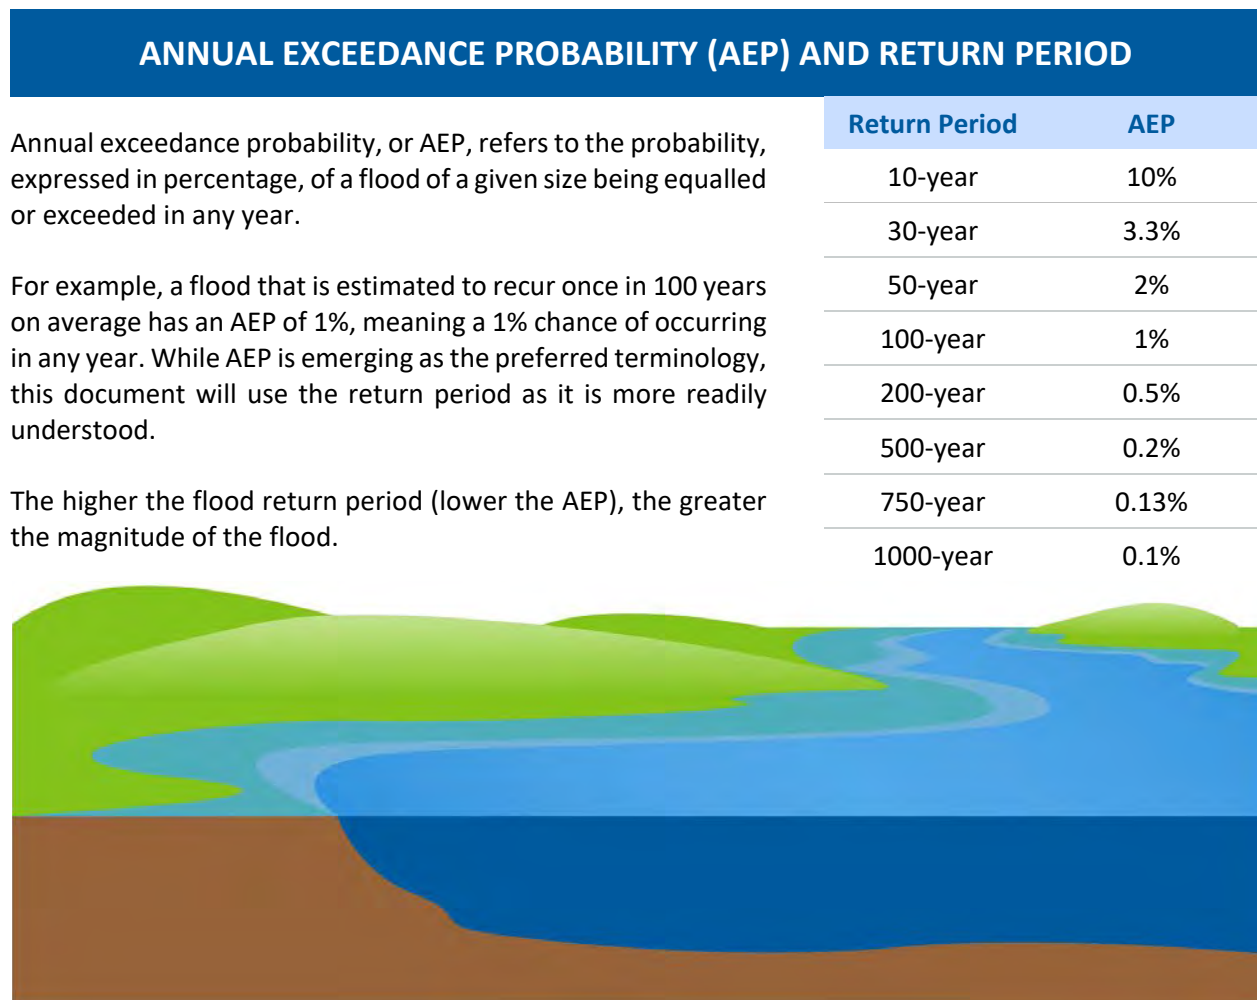 ANNUAL EXCEEDANCE PROBABILITY (AEP) AND RETURN PERIOD
Annual exceedance probability, or AEP, refers to the probability,
expressed in percentage, of a flood of a given size being equalled
or exceeded in any year.
For example, a flood that is estimated to recur once in 100 years
on average has an AEP of 1%, meaning a 1% chance of occurring
in any year. While AEP is emerging as the preferred terminology,
this document will use the return period as it is more readily
understood.
The higher the flood return period (lower the AEP), the greater
the magnitude of the flood.
Return Period AEP
10-year 10%
30-year 3.3%
50-year 2%
100-year 1%
200-year 0.5%
500-year 0.2%
750-year 0.13%
1000-year 0.1%